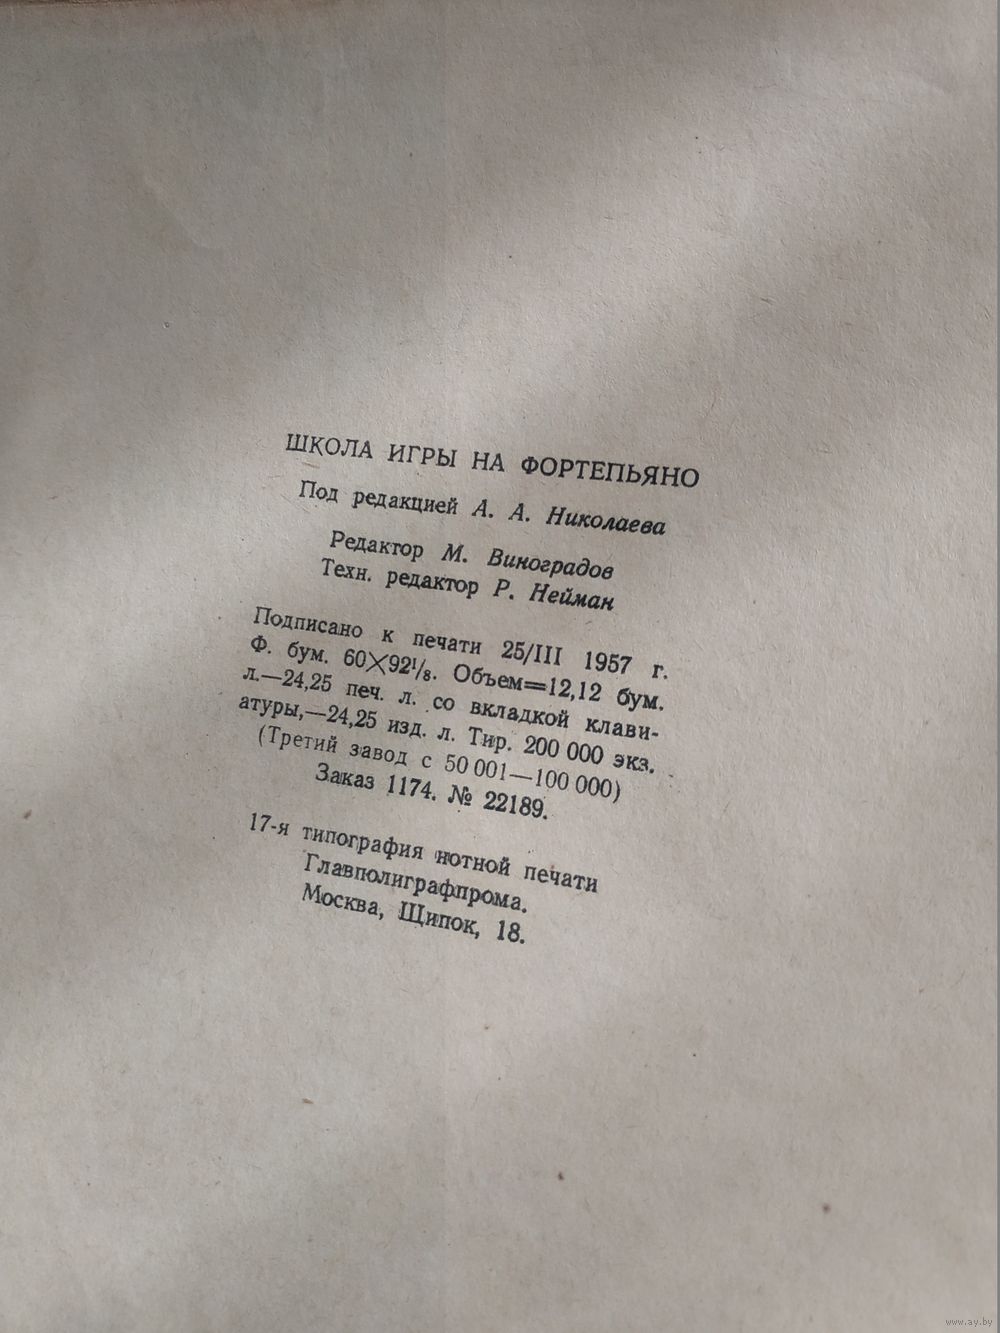 ШКОЛА ИГРЫ НА ФОРТЕПЬЯНО
Под редакцией А. А. Николаева
Редактор М. Виноградов
Техн. редактор Р. Нейман
Подписано к печати 25/III 1957 г.
Ф. бум. 60×92¹/₈. Объем=12,12 бум.
л.—24,25 печ. л. со вкладкой клави-
атуры,—24,25 изд. л. Тир. 200 000 экз.
(Третий завод с 50 001—100 000)
Заказ 1174. № 22189.
17-я типография нотной печати
Главполиграфпрома.
Москва, Щипок, 18.
www.ay.by